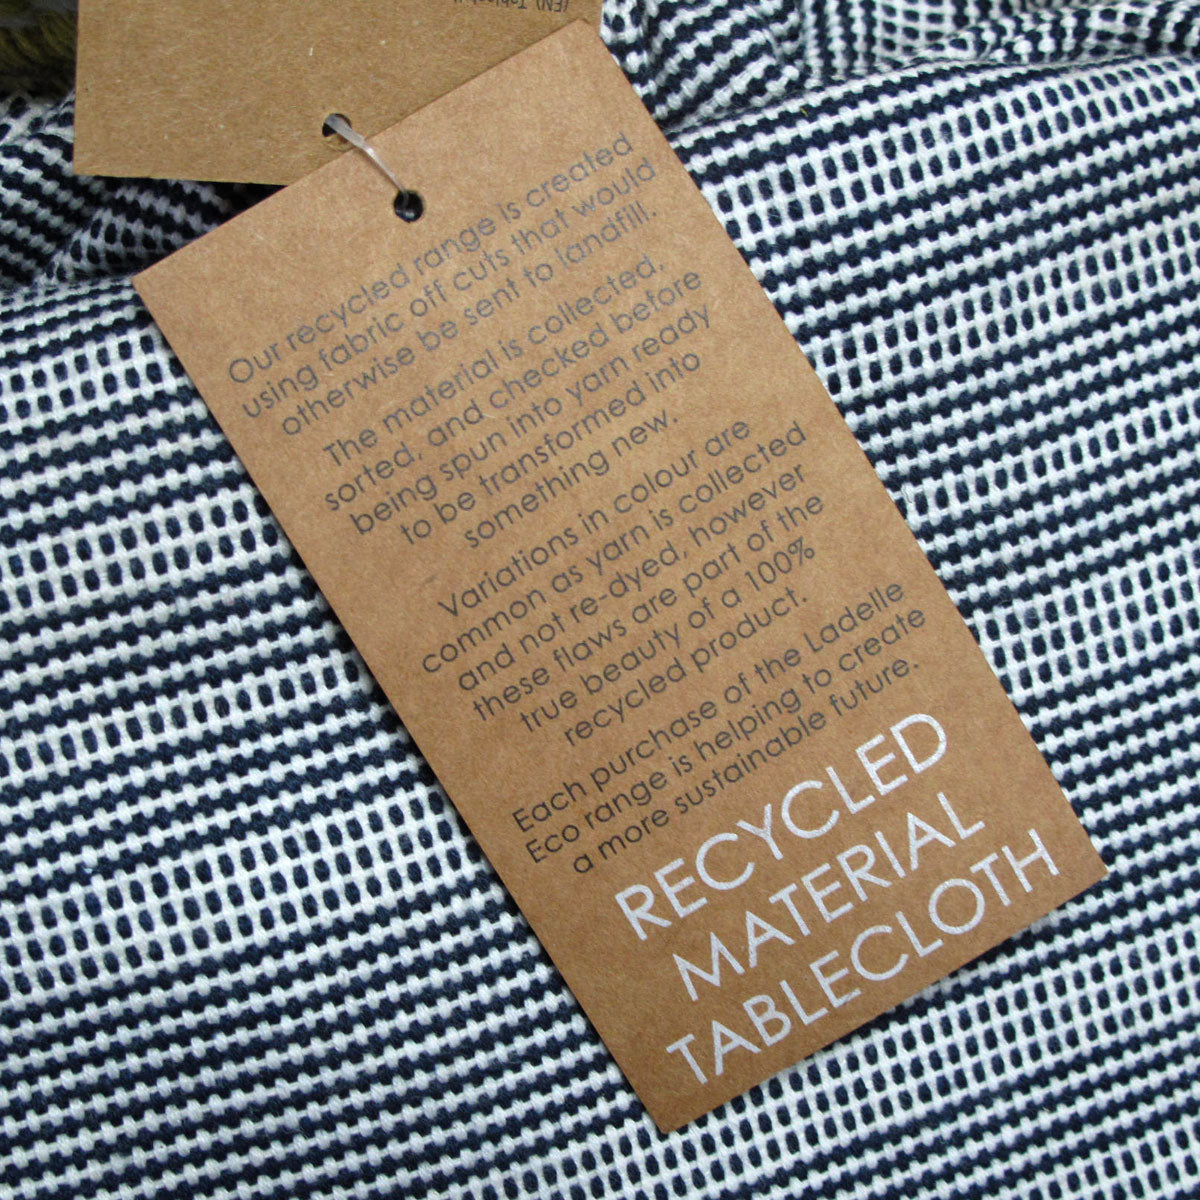 Our recycled range is created
using fabric off cuts that would
otherwise be sent to landfill.
The material is collected,
sorted, and checked before
being spun into yarn ready
to be transformed into
something new.
Variations in colour are
common as yarn is collected
and not re-dyed, however
these flaws are part of the
true beauty of a 100%
recycled product.
Each purchase of the Ladelle
Eco range is helping to create
a more sustainable future.
RECYCLED
MATERIAL
TABLECLOTH